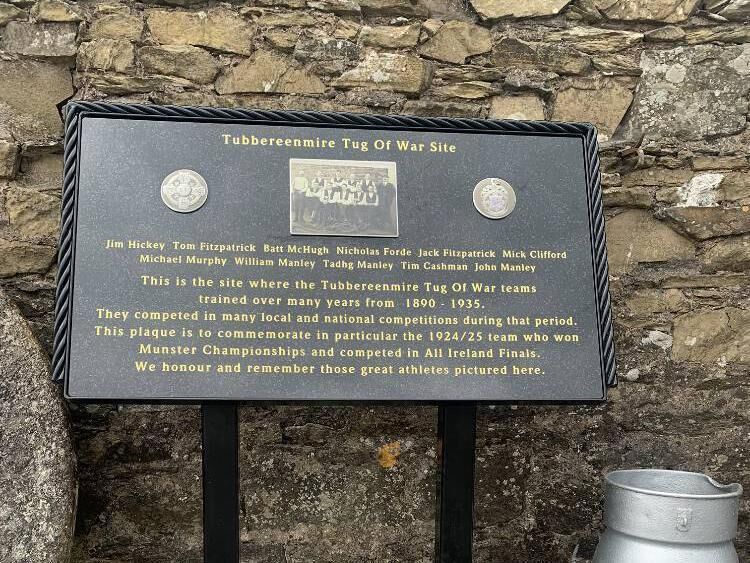 Tubbereenmire Tug Of War Site
Jim Hickey Tom Fitzpatrick Batt McHugh Nicholas Forde Jack Fitzpatrick Mick Clifford
Michael Murphy William Manley Tadhg Manley Tim Cashman John Manley
This is the site where the Tubbereenmire Tug Of War teams
trained over many years from 1890 - 1935.
They competed in many local and national competitions during that period.
This plaque is to commemorate in particular the 1924/25 team who won
Munster Championships and competed in All Ireland Finals.
We honour and remember those great athletes pictured here.